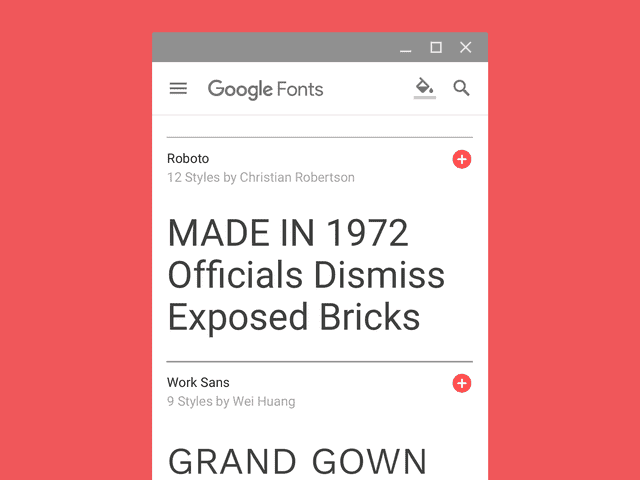 Google Fonts
Roboto
12 Styles by Christian Robertson
MADE IN 1972
Officials Dismiss
Exposed Bricks
Work Sans
9 Styles by Wei Huang
GRAND GOWN